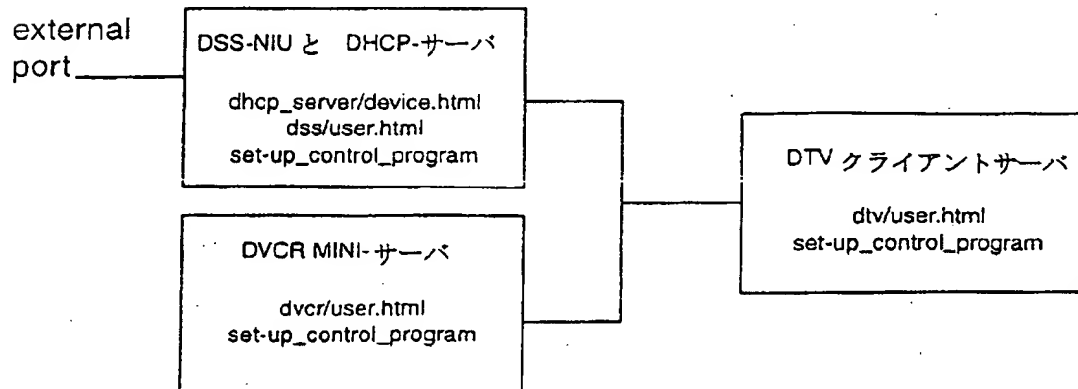 external
port
DSS-NIU と DHCP-サーバ
dhcp_server/device.html
dss/user.html
set-up_control_program
DVCR MINI-サーバ
dvcr/user.html
set-up_control_program
DTV クライアントサーバ
dtv/user.html
set-up_control_program